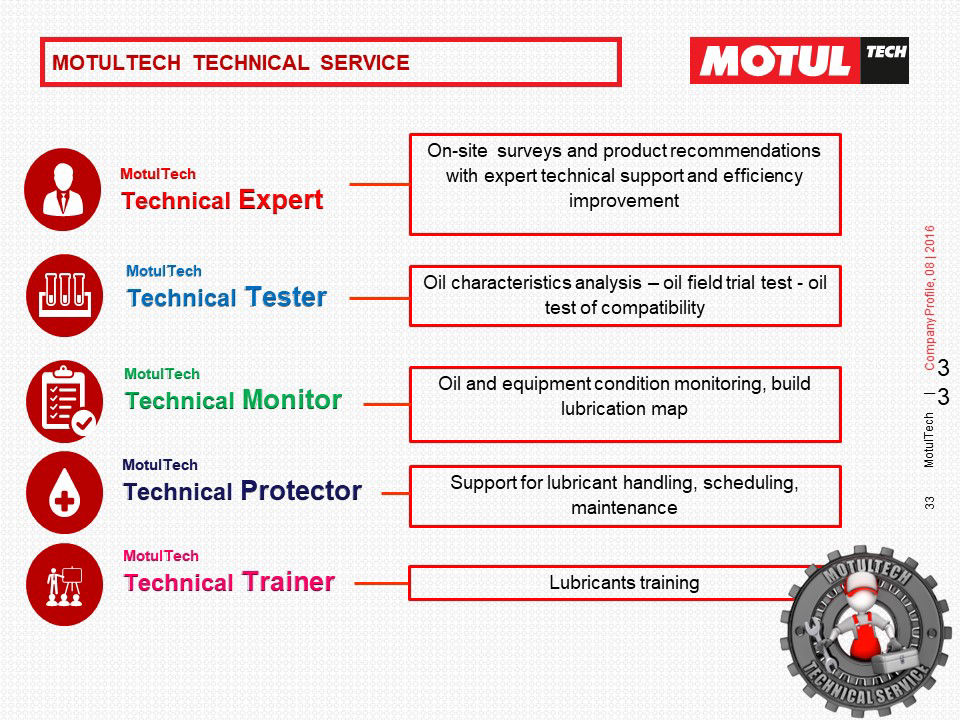 MOTULTECH TECHNICAL SERVICE
MOTUL TECH
MotulTech
Technical Expert
On-site surveys and product recommendations
with expert technical support and efficiency
improvement
MotulTech
Technical Tester
Oil characteristics analysis – oil field trial test - oil
test of compatibility
MotulTech
Technical Monitor
Oil and equipment condition monitoring, build
lubrication map
MotulTech
Technical Protector
Support for lubricant handling, scheduling,
maintenance
MotulTech
Technical Trainer
Lubricants training
33 MotulTech | Company Profile, 08 | 2016
3
3
MOTULTECH
TECHNICAL SERVICE